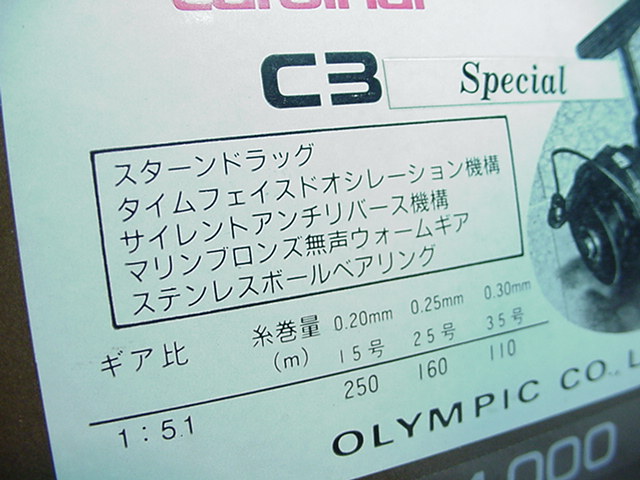 Cardinal
C3 Special
スターンドラッグ
タイムフェイスドオシレーション機構
サイレントアンチリバース機構
マリンブロンズ無声ウォームギア
ステンレスボールベアリング
ギア比 糸巻量(m) 0.20mm 0.25mm 0.30mm
15号 25号 35号
1:5.1 250 160 110
OLYMPIC CO., L
000